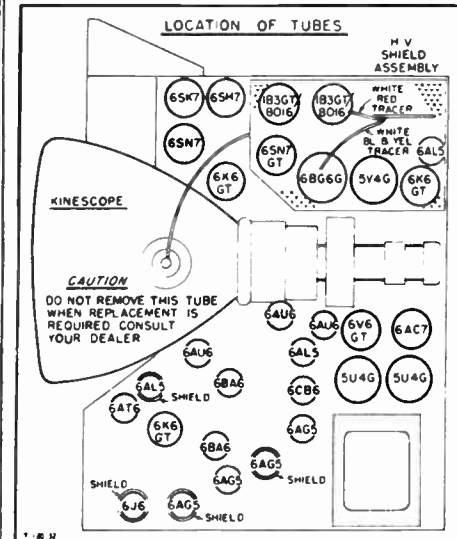 LOCATION OF TUBES
H V
SHIELD
ASSEMBLY
6SK7
6SH7
1B3GT/
8016
1B3GT/
8016
WHITE
RED
TRACER
6SN7
6SN7
GT
WHITE
BL & YEL
TRACER
6AL5
6K6
GT
6BG6G
5V4G
6K6
GT
KINESCOPE
CAUTION
DO NOT REMOVE THIS TUBE
WHEN REPLACEMENT IS
REQUIRED CONSULT
YOUR DEALER
6AU6
6AU6
6V6
GT
6AC7
6AU6
6AL5
6AL5
SHIELD
6BA6
6CB6
5U4G
5U4G
6AT6
6K6
GT
6AG5
6BA6
6AG5
SHIELD
6AG5
SHIELD
6J6
6AG5
SHIELD